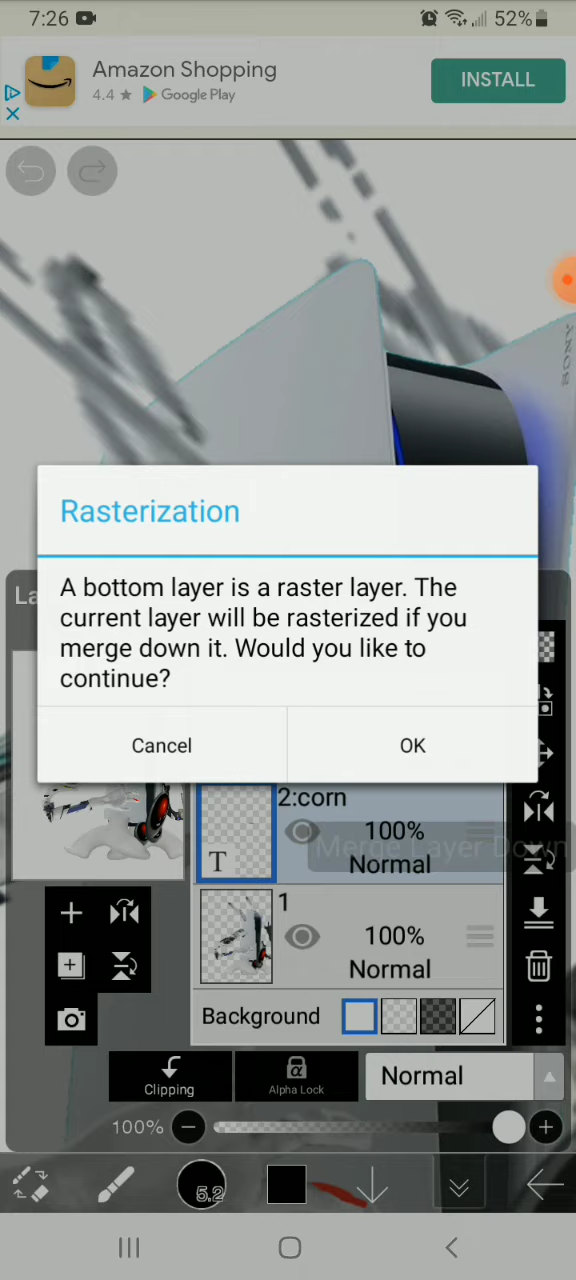 7:26
52%
Amazon Shopping
INSTALL
4.4 ★ Google Play
SONY
Rasterization
A bottom layer is a raster layer. The
current layer will be rasterized if you
merge down it. Would you like to
continue?
Cancel
OK
La
2:corn
100%
Merge Layer Down
Normal
T
1
100%
Normal
Background
Clipping
Alpha Lock
Normal
100%
5.2